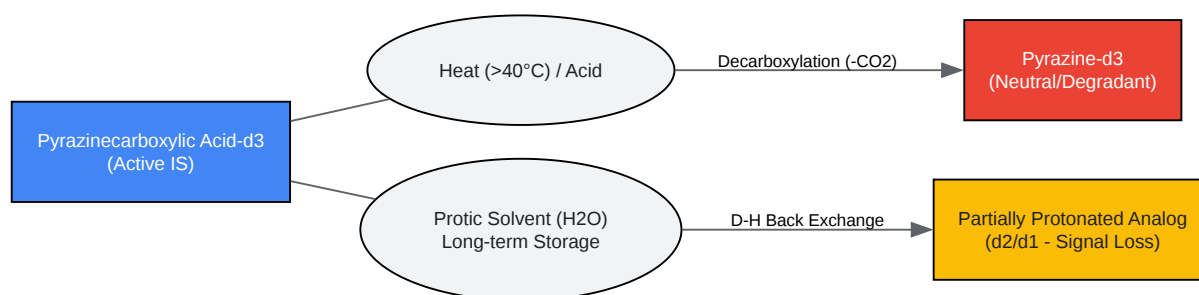 Heat (>40°C) / Acid
Decarboxylation (-CO2)
Pyrazine-d3
(Neutral/Degradant)
Pyrazinecarboxylic Acid-d3
(Active IS)
Protic Solvent (H2O)
Long-term Storage
D-H Back Exchange
Partially Protonated Analog
(d2/d1 - Signal Loss)